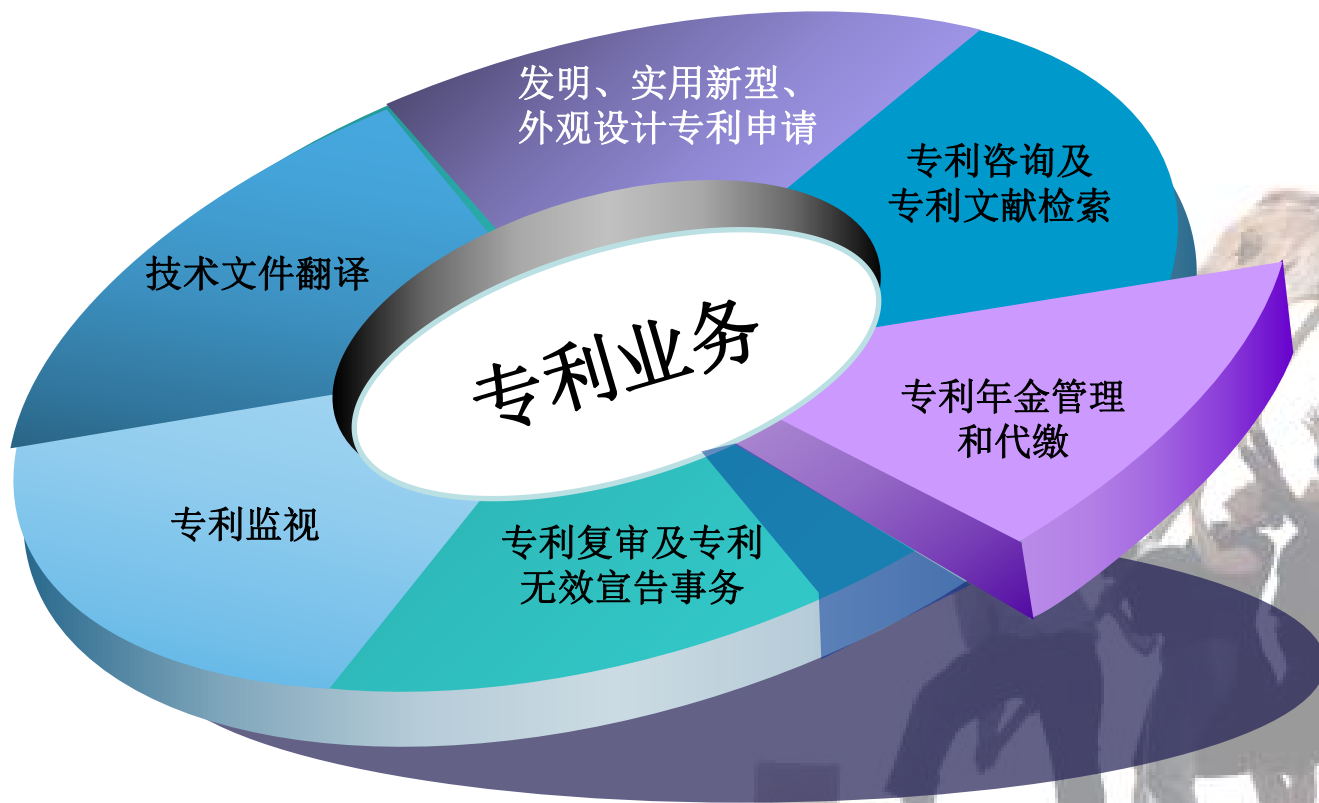 发明、实用新型、
外观设计专利申请
专利咨询及
专利文献检索
技术文件翻译
专利业务
专利年金管理
和代缴
专利监视
专利复审及专利
无效宣告事务